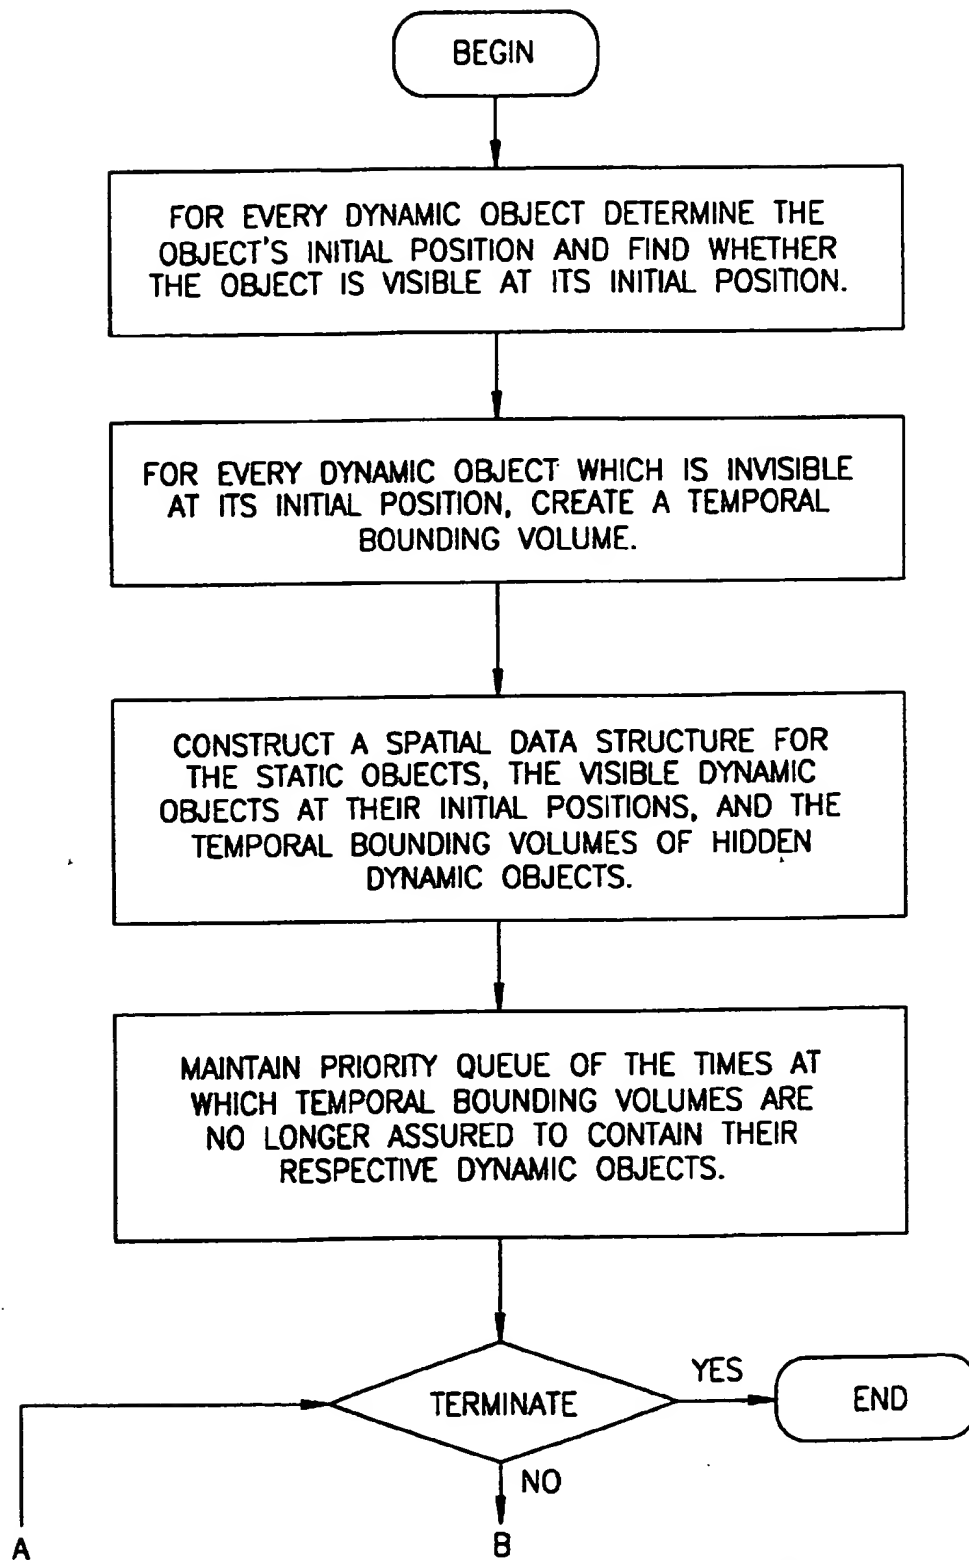 BEGIN
FOR EVERY DYNAMIC OBJECT DETERMINE THE
OBJECT'S INITIAL POSITION AND FIND WHETHER
THE OBJECT IS VISIBLE AT ITS INITIAL POSITION.
FOR EVERY DYNAMIC OBJECT WHICH IS INVISIBLE
AT ITS INITIAL POSITION, CREATE A TEMPORAL
BOUNDING VOLUME.
CONSTRUCT A SPATIAL DATA STRUCTURE FOR
THE STATIC OBJECTS, THE VISIBLE DYNAMIC
OBJECTS AT THEIR INITIAL POSITIONS, AND THE
TEMPORAL BOUNDING VOLUMES OF HIDDEN
DYNAMIC OBJECTS.
MAINTAIN PRIORITY QUEUE OF THE TIMES AT
WHICH TEMPORAL BOUNDING VOLUMES ARE
NO LONGER ASSURED TO CONTAIN THEIR
RESPECTIVE DYNAMIC OBJECTS.
TERMINATE
YES
END
NO
A
B